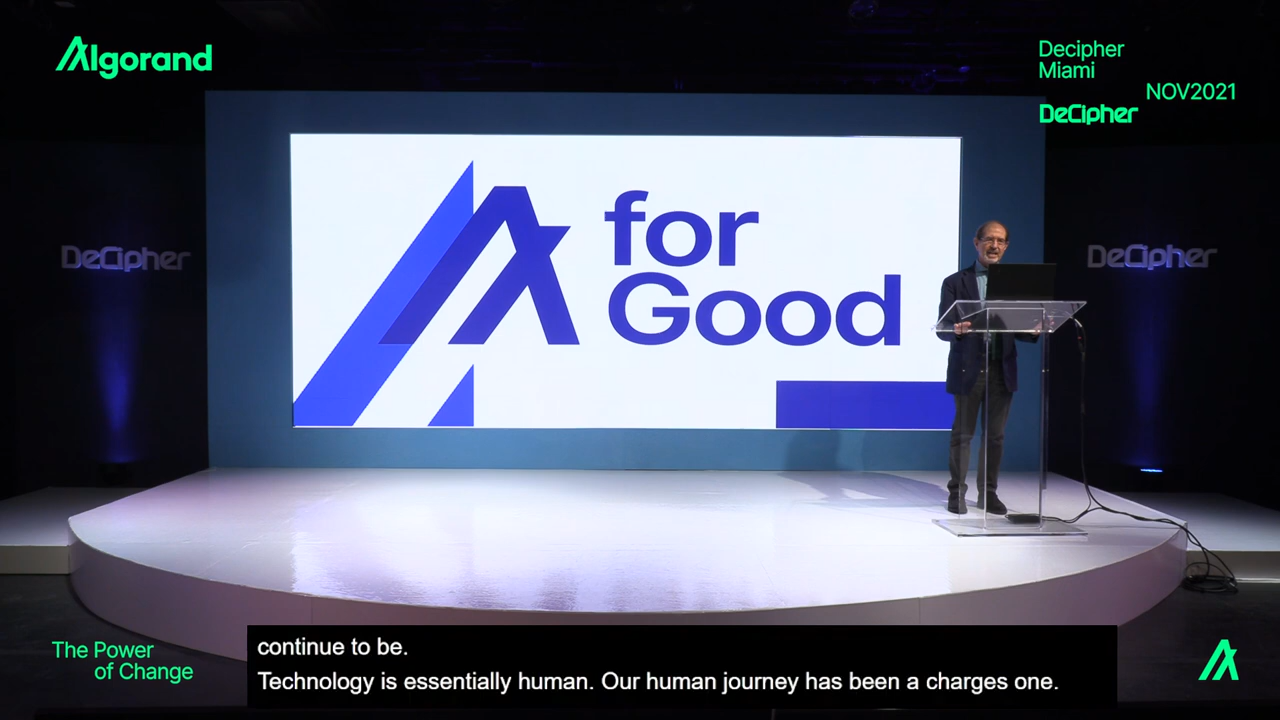 Algorand
Decipher
Miami
NOV2021
DeCipher
for
Good
DeCipher
DeCipher
The Power
of Change
continue to be.
Technology is essentially human. Our human journey has been a charges one.